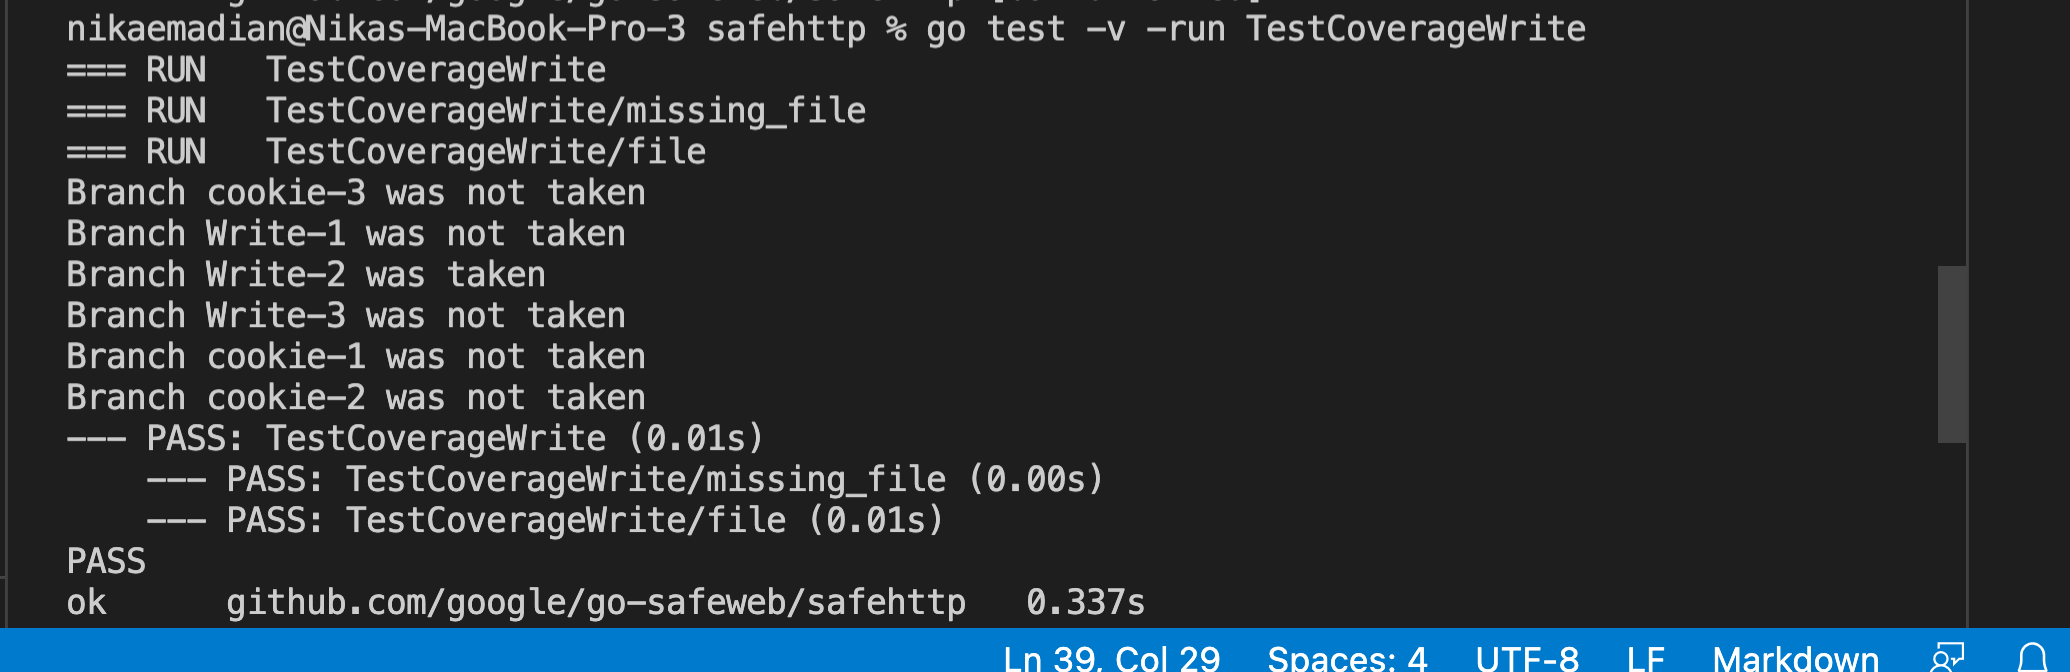 nikaemadian@Nikas-MacBook-Pro-3 safehttp % go test -v -run TestCoverageWrite
=== RUN   TestCoverageWrite
=== RUN   TestCoverageWrite/missing_file
=== RUN   TestCoverageWrite/file
Branch cookie-3 was not taken
Branch Write-1 was not taken
Branch Write-2 was taken
Branch Write-3 was not taken
Branch cookie-1 was not taken
Branch cookie-2 was not taken
--- PASS: TestCoverageWrite (0.01s)
    --- PASS: TestCoverageWrite/missing_file (0.00s)
    --- PASS: TestCoverageWrite/file (0.01s)
PASS
ok      github.com/google/go-safeweb/safehttp   0.337s
Ln 39, Col 29 Spaces: 4 UTF-8 LF Markdown